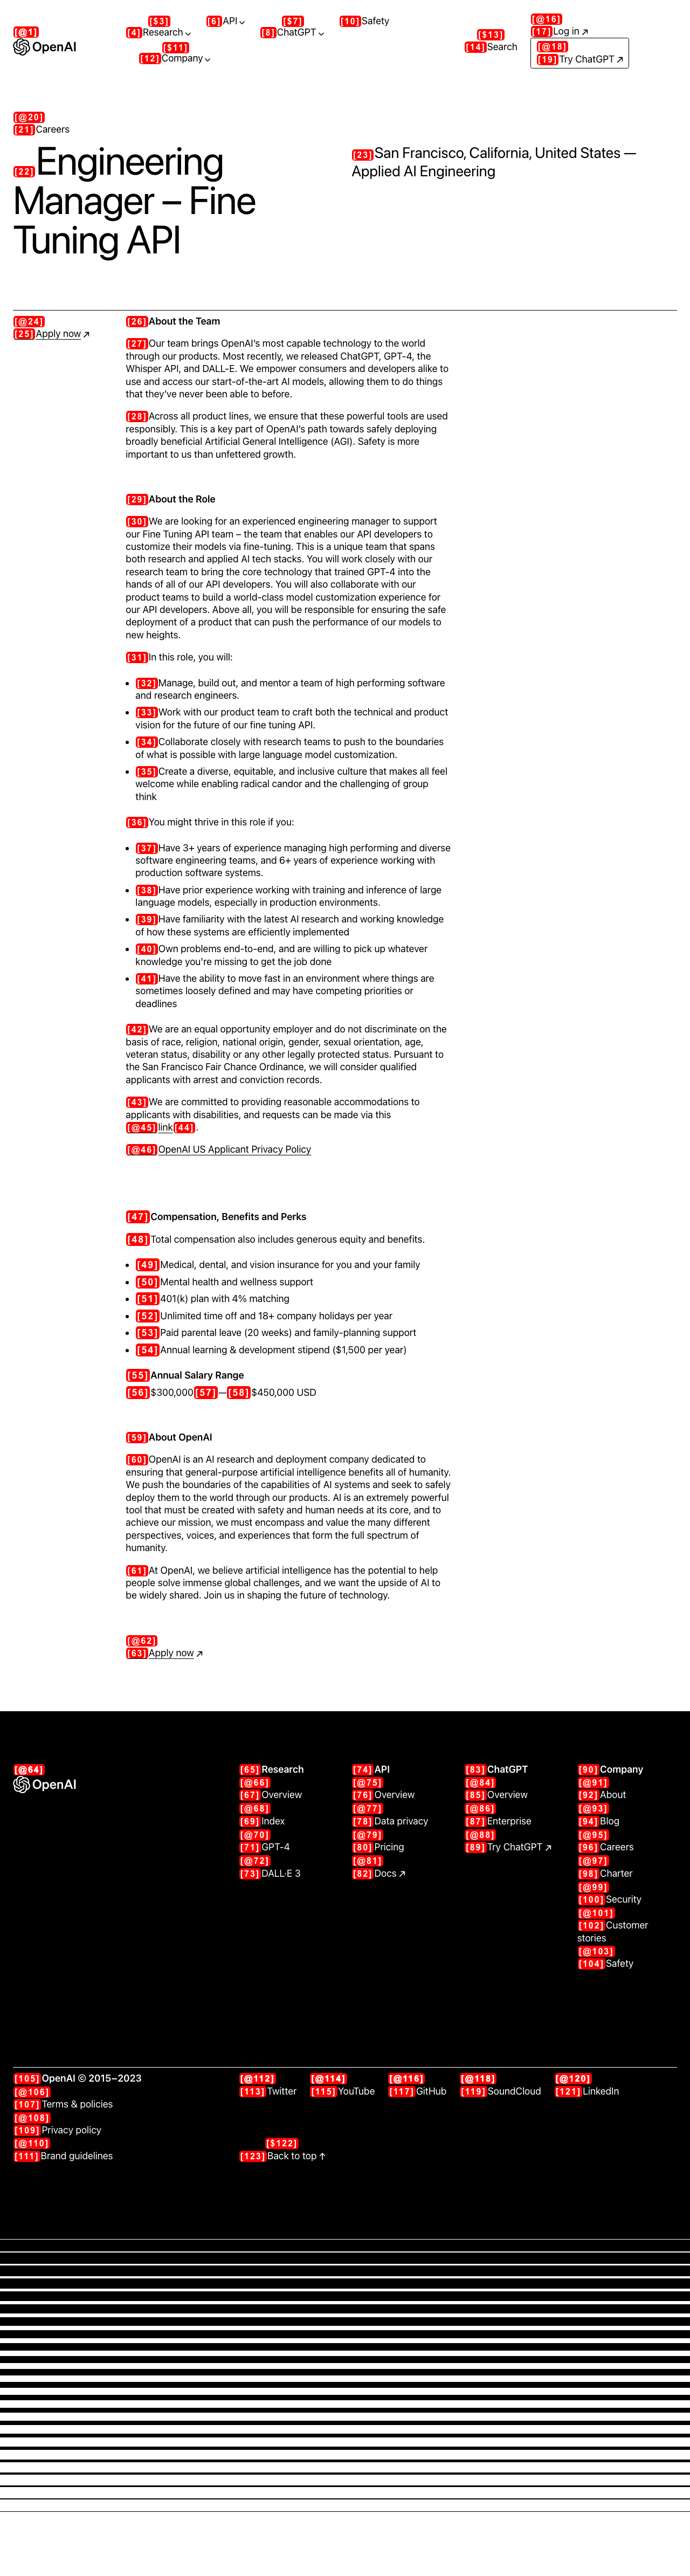 [@1]
OpenAI
[$3]
[4]Research
[6]API
[$7]
[8]ChatGPT
[10]Safety
[$11]
[12]Company
[$13]
[14]Search
[@16]
[17]Log in ↗
[@18]
[19]Try ChatGPT ↗
[@20]
[21]Careers
[22]Engineering
Manager – Fine
Tuning API
[23]San Francisco, California, United States —
Applied AI Engineering
[@24]
[25]Apply now ↗
[26]About the Team
[27]Our team brings OpenAI's most capable technology to the world
through our products. Most recently, we released ChatGPT, GPT-4, the
Whisper API, and DALL-E. We empower consumers and developers alike to
use and access our start-of-the-art AI models, allowing them to do things
that they've never been able to before.
[28]Across all product lines, we ensure that these powerful tools are used
responsibly. This is a key part of OpenAI's path towards safely deploying
broadly beneficial Artificial General Intelligence (AGI). Safety is more
important to us than unfettered growth.
[29]About the Role
[30]We are looking for an experienced engineering manager to support
our Fine Tuning API team – the team that enables our API developers to
customize their models via fine-tuning. This is a unique team that spans
both research and applied AI tech stacks. You will work closely with our
research team to bring the core technology that trained GPT-4 into the
hands of all of our API developers. You will also collaborate with our
product teams to build a world-class model customization experience for
our API developers. Above all, you will be responsible for ensuring the safe
deployment of a product that can push the performance of our models to
new heights.
[31]In this role, you will:
• [32]Manage, build out, and mentor a team of high performing software
and research engineers.
• [33]Work with our product team to craft both the technical and product
vision for the future of our fine tuning API.
• [34]Collaborate closely with research teams to push to the boundaries
of what is possible with large language model customization.
• [35]Create a diverse, equitable, and inclusive culture that makes all feel
welcome while enabling radical candor and the challenging of group
think
[36]You might thrive in this role if you:
• [37]Have 3+ years of experience managing high performing and diverse
software engineering teams, and 6+ years of experience working with
production software systems.
• [38]Have prior experience working with training and inference of large
language models, especially in production environments.
• [39]Have familiarity with the latest AI research and working knowledge
of how these systems are efficiently implemented
• [40]Own problems end-to-end, and are willing to pick up whatever
knowledge you're missing to get the job done
• [41]Have the ability to move fast in an environment where things are
sometimes loosely defined and may have competing priorities or
deadlines
[42]We are an equal opportunity employer and do not discriminate on the
basis of race, religion, national origin, gender, sexual orientation, age,
veteran status, disability or any other legally protected status. Pursuant to
the San Francisco Fair Chance Ordinance, we will consider qualified
applicants with arrest and conviction records.
[43]We are committed to providing reasonable accommodations to
applicants with disabilities, and requests can be made via this
[@45]link[44].
[@46]OpenAI US Applicant Privacy Policy
[47]Compensation, Benefits and Perks
[48]Total compensation also includes generous equity and benefits.
• [49]Medical, dental, and vision insurance for you and your family
• [50]Mental health and wellness support
• [51]401(k) plan with 4% matching
• [52]Unlimited time off and 18+ company holidays per year
• [53]Paid parental leave (20 weeks) and family-planning support
• [54]Annual learning & development stipend ($1,500 per year)
[55]Annual Salary Range
[56]$300,000[57]—[58]$450,000 USD
[59]About OpenAI
[60]OpenAI is an AI research and deployment company dedicated to
ensuring that general-purpose artificial intelligence benefits all of humanity.
We push the boundaries of the capabilities of AI systems and seek to safely
deploy them to the world through our products. AI is an extremely powerful
tool that must be created with safety and human needs at its core, and to
achieve our mission, we must encompass and value the many different
perspectives, voices, and experiences that form the full spectrum of
humanity.
[61]At OpenAI, we believe artificial intelligence has the potential to help
people solve immense global challenges, and we want the upside of AI to
be widely shared. Join us in shaping the future of technology.
[@62]
[63]Apply now ↗
[@64]
OpenAI
[65]Research
[@66]
[67]Overview
[@68]
[69]Index
[@70]
[71]GPT-4
[@72]
[73]DALL·E 3
[74]API
[@75]
[76]Overview
[@77]
[78]Data privacy
[@79]
[80]Pricing
[@81]
[82]Docs ↗
[83]ChatGPT
[@84]
[85]Overview
[@86]
[87]Enterprise
[@88]
[89]Try ChatGPT ↗
[90]Company
[@91]
[92]About
[@93]
[94]Blog
[@95]
[96]Careers
[@97]
[98]Charter
[@99]
[100]Security
[@101]
[102]Customer
stories
[@103]
[104]Safety
[105]OpenAI © 2015–2023
[@106]
[107]Terms & policies
[@108]
[109]Privacy policy
[@110]
[111]Brand guidelines
[@112]
[113]Twitter
[@114]
[115]YouTube
[@116]
[117]GitHub
[@118]
[119]SoundCloud
[@120]
[121]LinkedIn
[$122]
[123]Back to top ↑